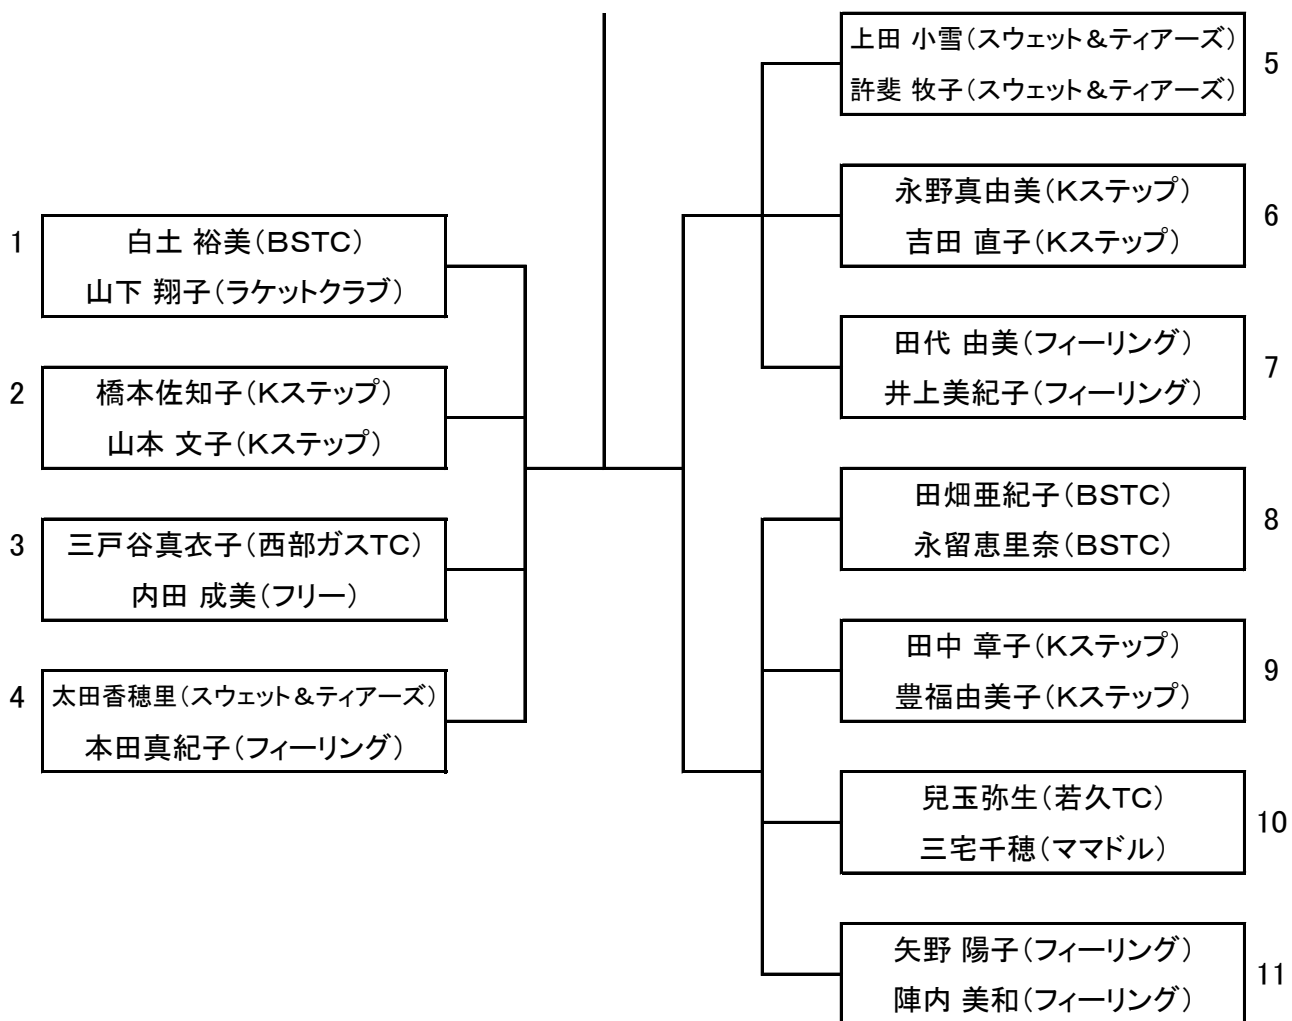 1
白土 裕美(BSTC)
山下 翔子(ラケットクラブ)
2
橋本佐知子(Kステップ)
山本 文子(Kステップ)
3
三戸谷真衣子(西部ガスTC)
内田 成美(フリー)
4
太田香穂里(スウェット&ティアーズ)
本田真紀子(フィーリング)
上田 小雪(スウェット&ティアーズ)
許斐 牧子(スウェット&ティアーズ)
5
永野真由美(Kステップ)
吉田 直子(Kステップ)
6
田代 由美(フィーリング)
井上美紀子(フィーリング)
7
田畑亜紀子(BSTC)
永留恵里奈(BSTC)
8
田中 章子(Kステップ)
豊福由美子(Kステップ)
9
兒玉弥生(若久TC)
三宅千穂(ママドル)
10
矢野 陽子(フィーリング)
陣内 美和(フィーリング)
11